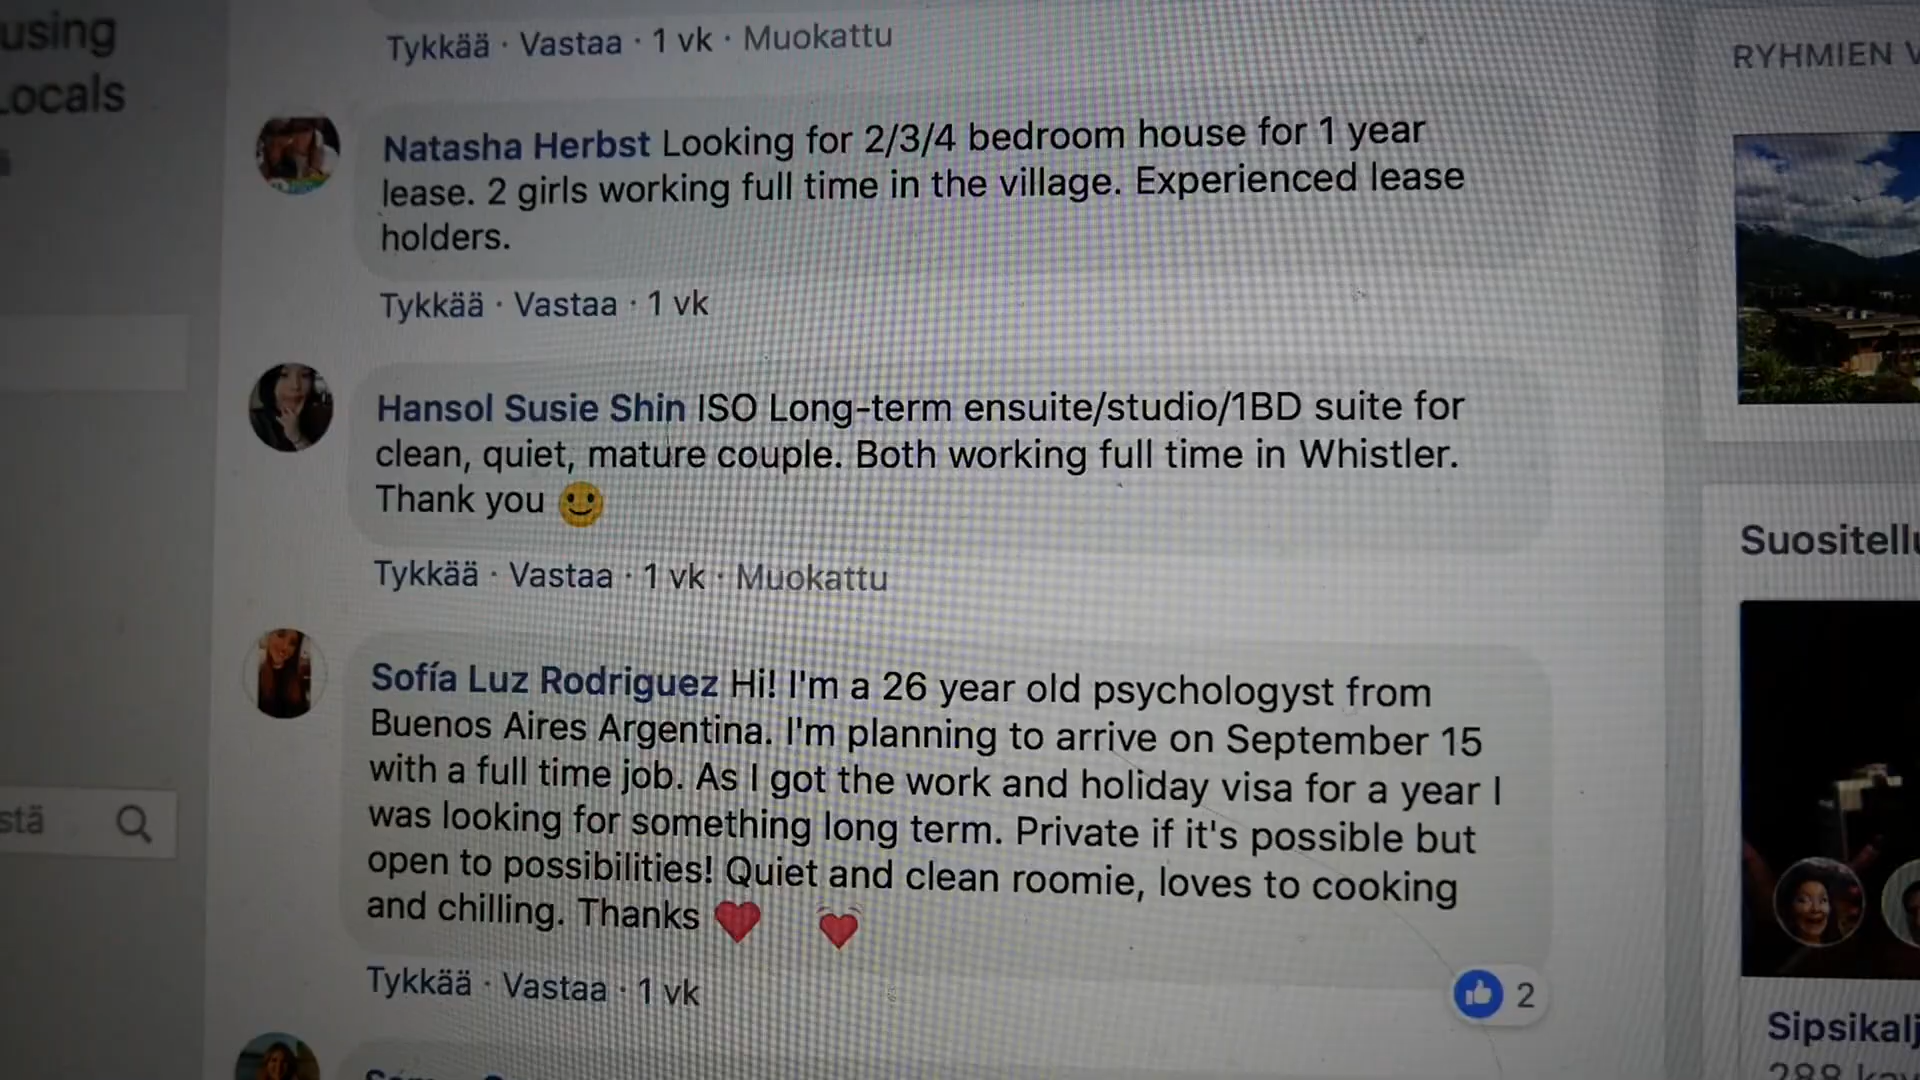 using
Locals
Tykkää · Vastaa · 1 vk · Muokattu
Natasha Herbst Looking for 2/3/4 bedroom house for 1 year
lease. 2 girls working full time in the village. Experienced lease
holders.
Tykkää · Vastaa · 1 vk
Hansol Susie Shin ISO Long-term ensuite/studio/1BD suite for
clean, quiet, mature couple. Both working full time in Whistler.
Thank you 🙂
Tykkää · Vastaa · 1 vk · Muokattu
Sofía Luz Rodriguez Hi! I'm a 26 year old psychologyst from
Buenos Aires Argentina. I'm planning to arrive on September 15
with a full time job. As I got the work and holiday visa for a year I
was looking for something long term. Private if it's possible but
open to possibilities! Quiet and clean roomie, loves to cooking
and chilling. Thanks ❤️ 💓
Tykkää · Vastaa · 1 vk
2
stä
RYHMIEN V
Suositellu
Sipsikalj
288